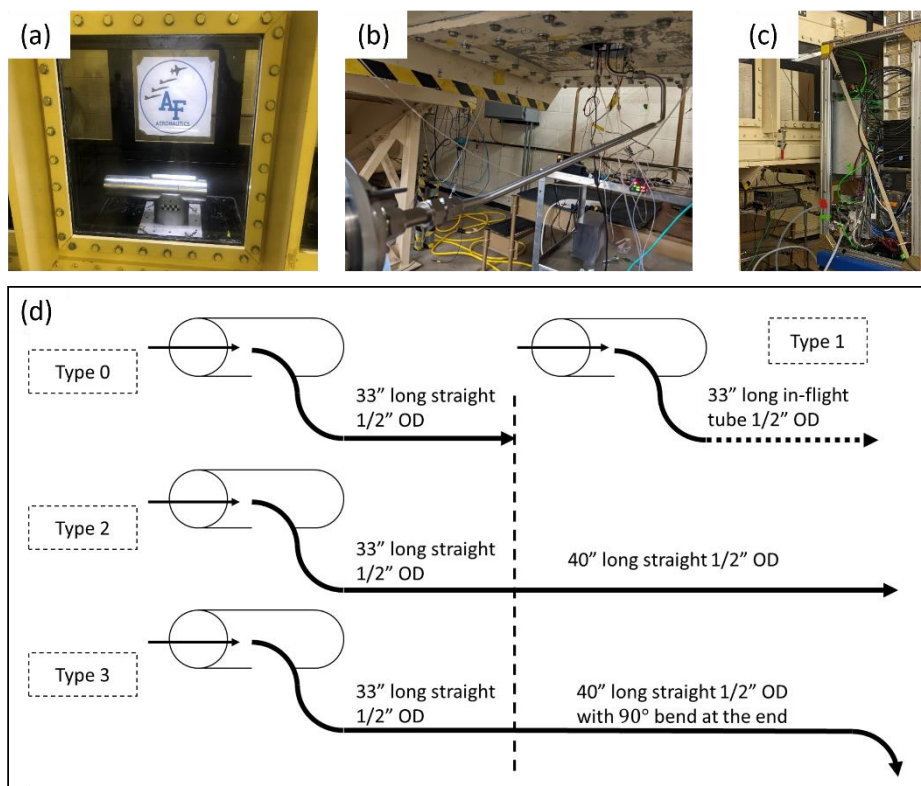 (a)
AF
AERONAUTICS
(b)
(c)
(d)
Type 0
33” long straight
1/2” OD
Type 1
33” long in-flight
tube 1/2” OD
Type 2
33” long straight
1/2” OD
40” long straight 1/2” OD
Type 3
33” long straight
1/2” OD
40” long straight 1/2” OD
with 90° bend at the end